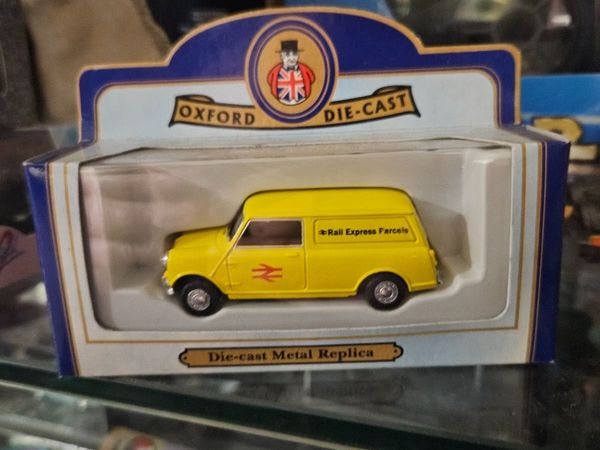 OXFORD DIE-CAST
Rail Express Parcels
Die-cast Metal Replica